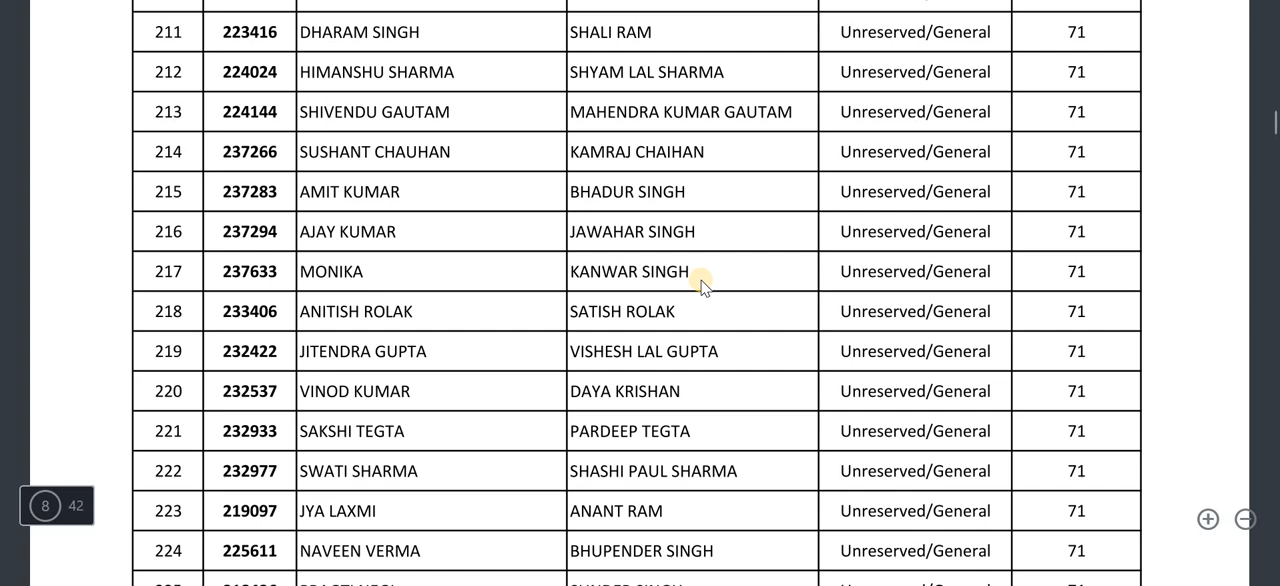 211 223416 DHARAM SINGH SHALI RAM Unreserved/General 71
212 224024 HIMANSHU SHARMA SHYAM LAL SHARMA Unreserved/General 71
213 224144 SHIVENDU GAUTAM MAHENDRA KUMAR GAUTAM Unreserved/General 71
214 237266 SUSHANT CHAUHAN KAMRAJ CHAIHAN Unreserved/General 71
215 237283 AMIT KUMAR BHADUR SINGH Unreserved/General 71
216 237294 AJAY KUMAR JAWAHAR SINGH Unreserved/General 71
217 237633 MONIKA KANWAR SINGH Unreserved/General 71
218 233406 ANITISH ROLAK SATISH ROLAK Unreserved/General 71
219 232422 JITENDRA GUPTA VISHESH LAL GUPTA Unreserved/General 71
220 232537 VINOD KUMAR DAYA KRISHAN Unreserved/General 71
221 232933 SAKSHI TEGTA PARDEEP TEGTA Unreserved/General 71
222 232977 SWATI SHARMA SHASHI PAUL SHARMA Unreserved/General 71
8 42
223 219097 JYA LAXMI ANANT RAM Unreserved/General 71
224 225611 NAVEEN VERMA BHUPENDER SINGH Unreserved/General 71